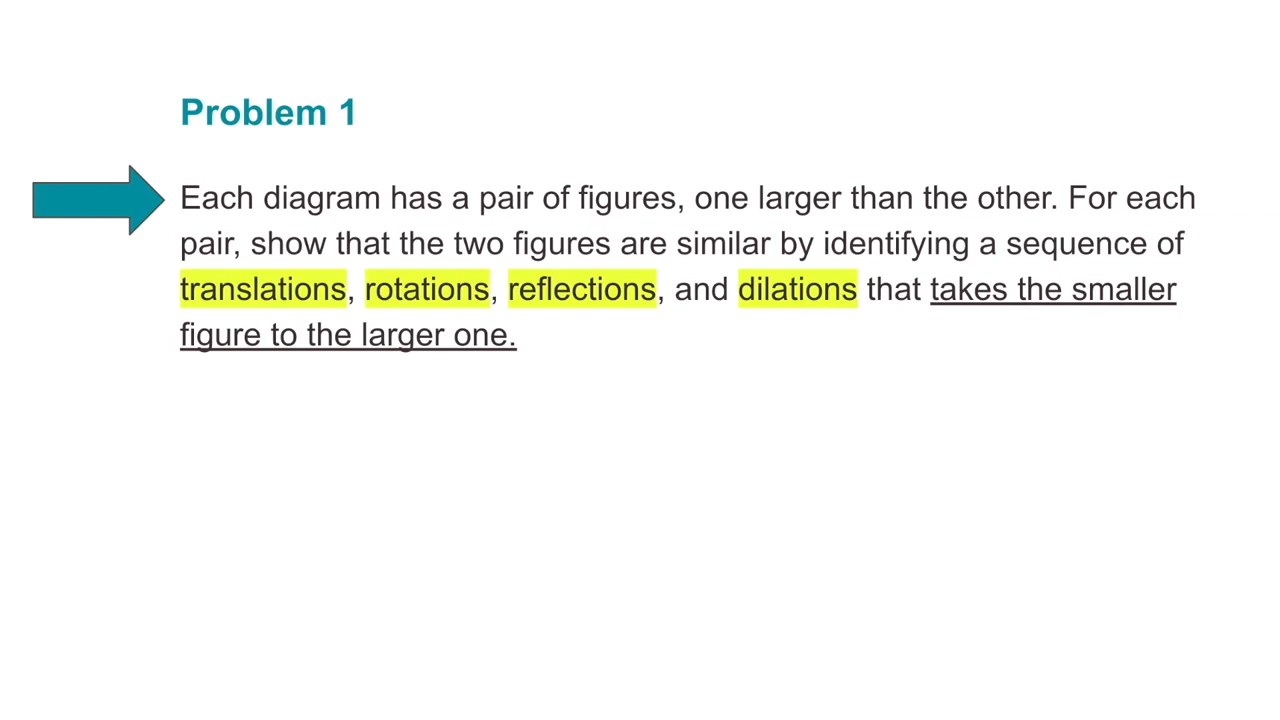 Problem 1
Each diagram has a pair of figures, one larger than the other. For each
pair, show that the two figures are similar by identifying a sequence of
translations, rotations, reflections, and dilations that takes the smaller
figure to the larger one.